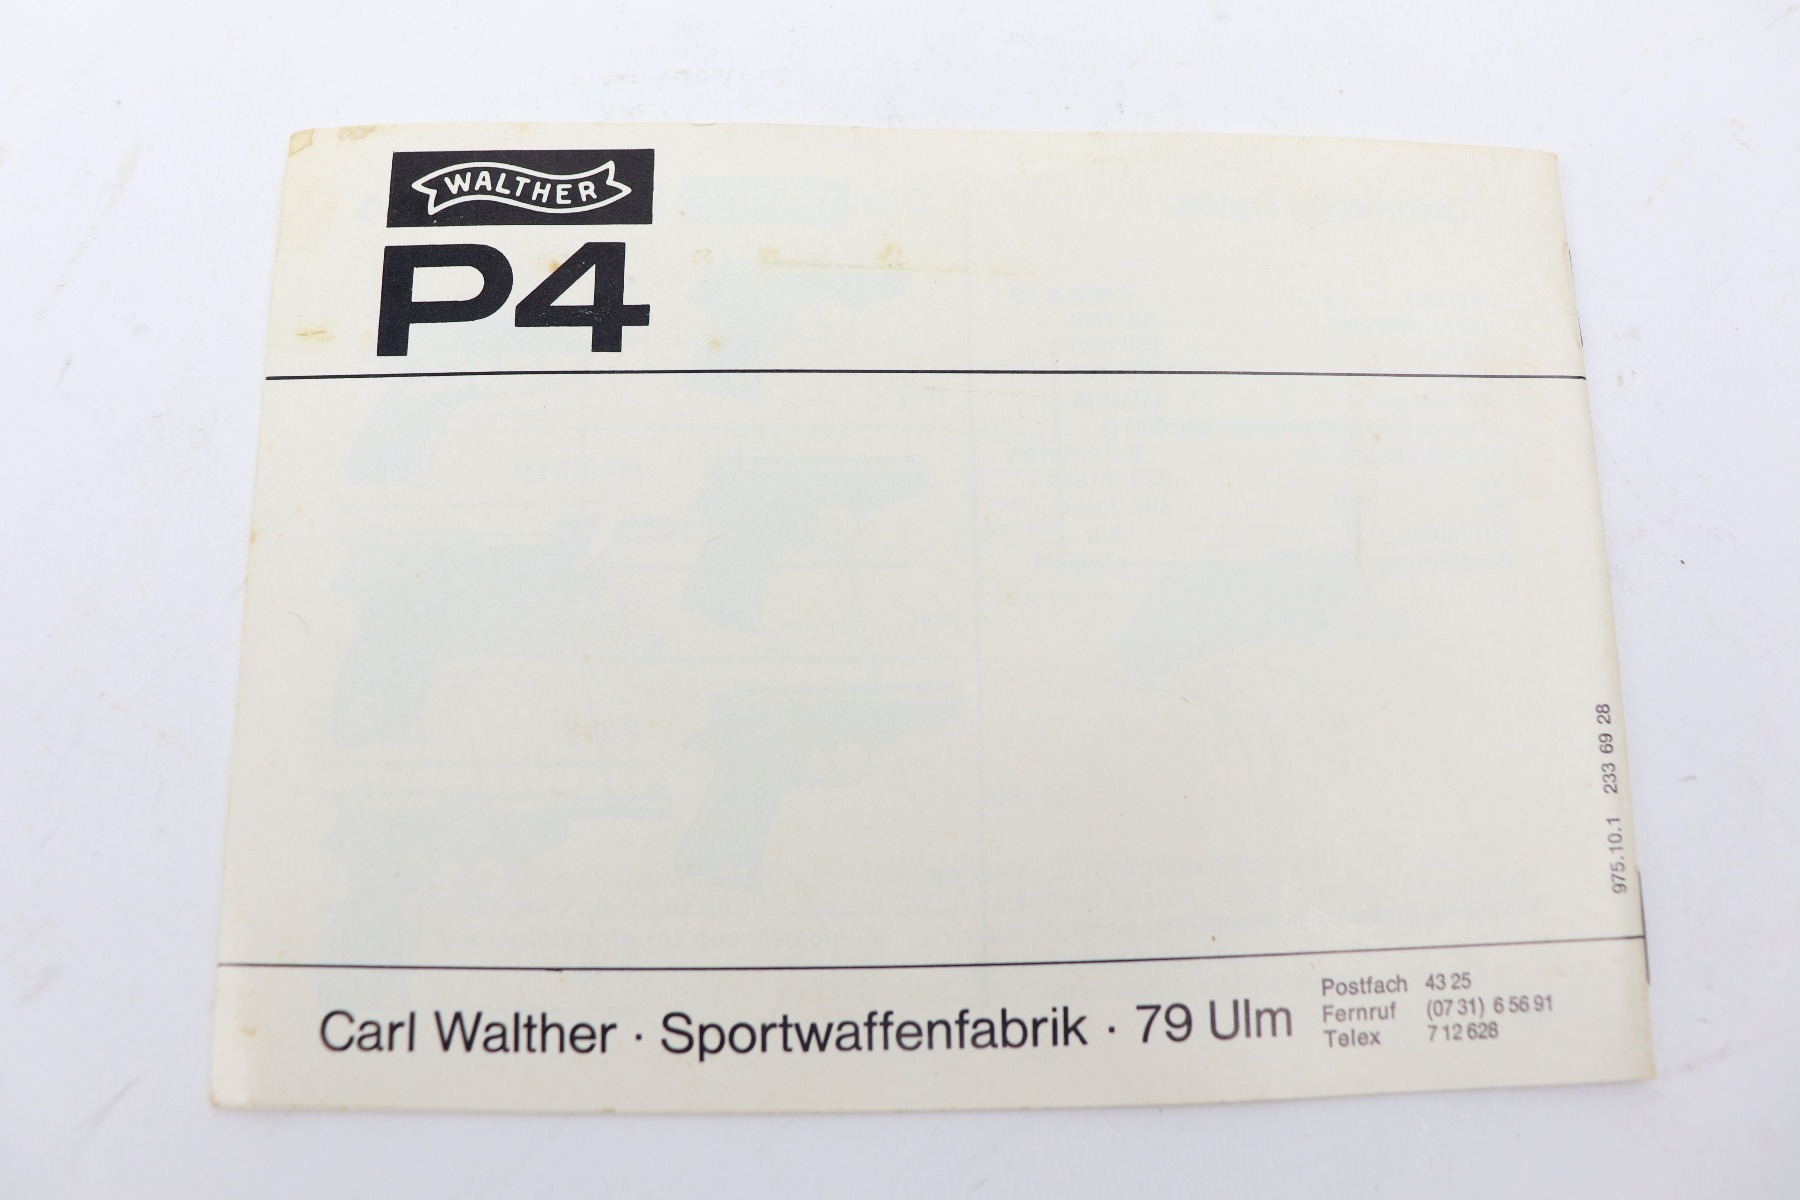 WALTHER
P4
975.10.1 233 69 28
Carl Walther · Sportwaffenfabrik · 79 Ulm
Postfach 43 25
Fernruf (07 31) 6 56 91
Telex 7 12 628